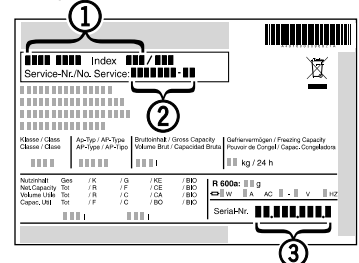 1
Index /
Service-Nr./No. Service: -
2
Klasse / Class
Classe / Clase
Ap-Typ / AP-Type
AP-Type / AP-Tipo
Bruttoinhalt / Gross Capacity
Volume Brut / Capacidad Bruta
Gefriervermögen / Freezing Capacity
Pouvoir de Congel / Capac. Congeladora
I
kg / 24 h
Nutzinhalt Ges / K / G / KE / BIO
Net.Capacity Tot / R / F / CE / BIO
Volume Utile Tot / R / C / CA / BIO
Capac. Util Tot / F / C / BO / BIO
I I
R 600a: g
W A AC - V HZ
Serial-Nr. . . .
3